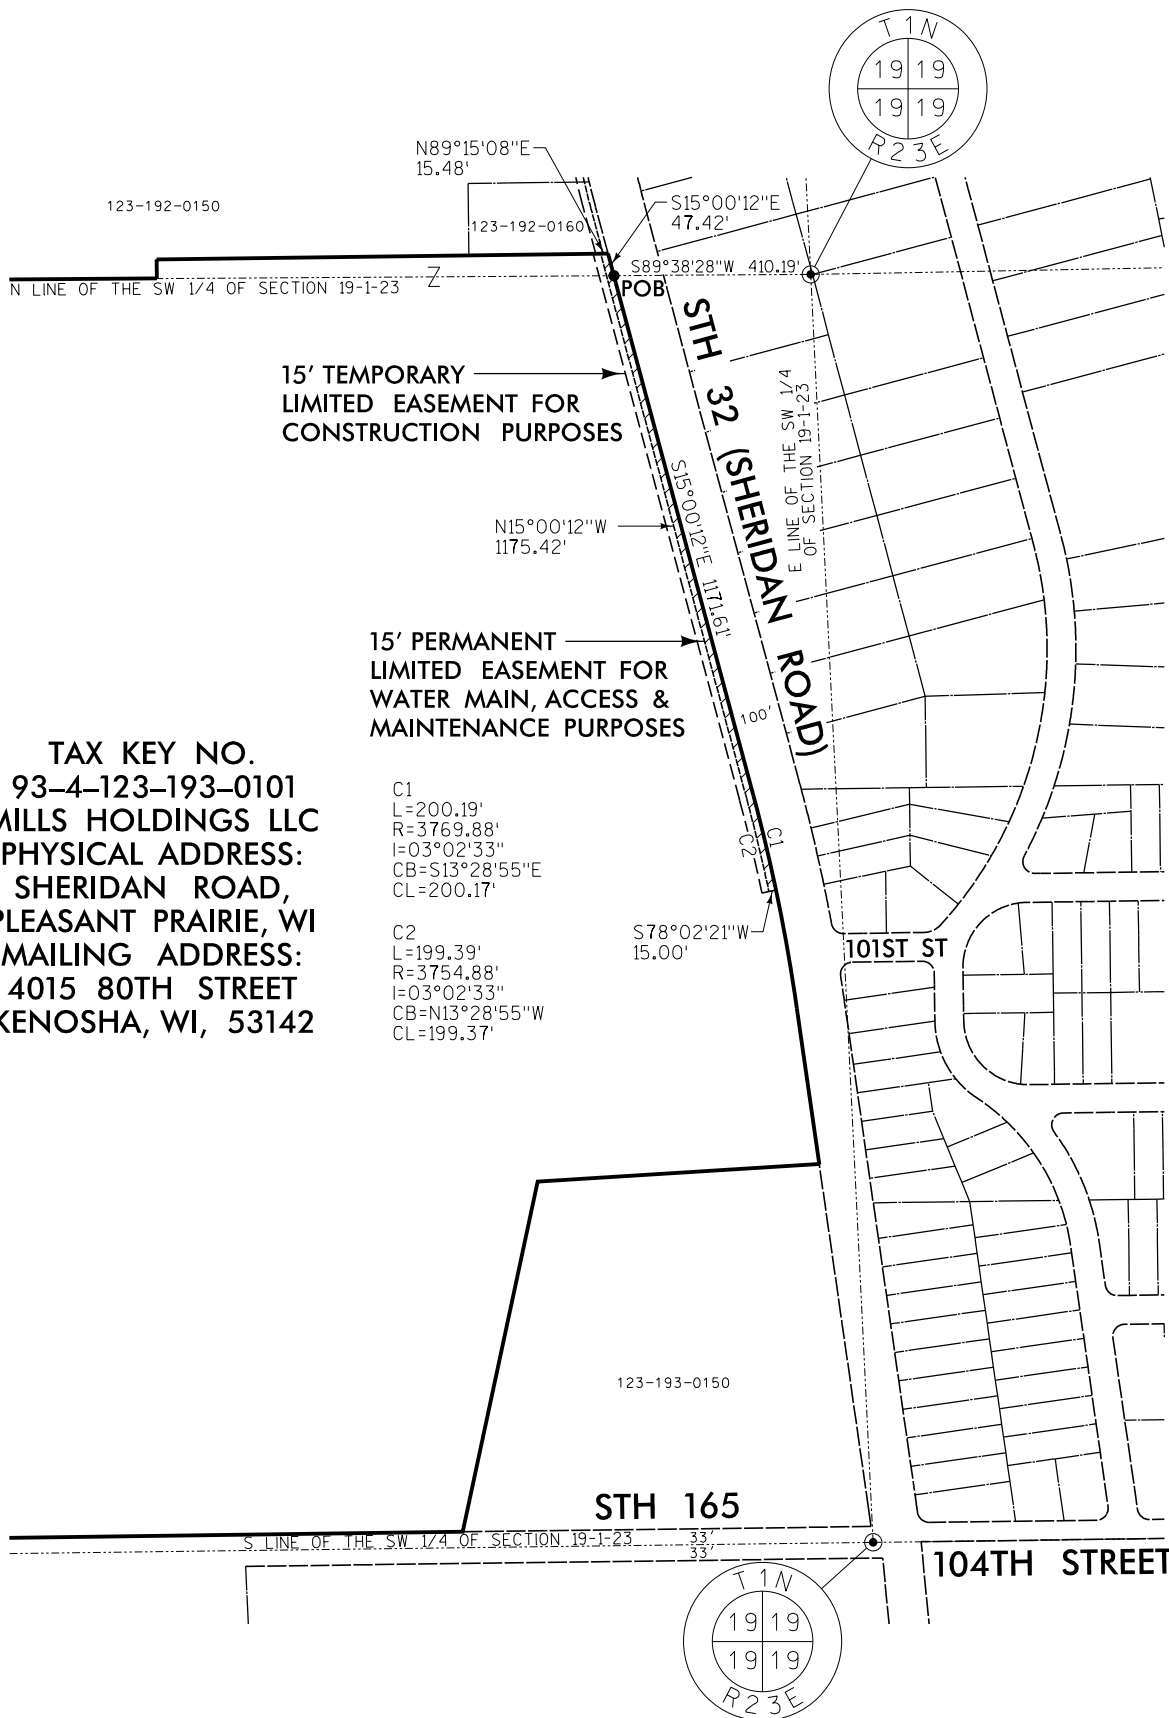 T 1N
19 19
19 19
R23E
N89°15'08"E
15.48'
123-192-0150
S15°00'12"E
47.42'
123-192-0160
S89°38'28"W 410.19'
N LINE OF THE SW 1/4 OF SECTION 19-1-23
POB
STH 32 (SHERIDAN ROAD)
15' TEMPORARY
LIMITED EASEMENT FOR
CONSTRUCTION PURPOSES
E LINE OF THE SW 1/4
OF SECTION 19-1-23
S15°00'12"E 1171.61'
N15°00'12"W
1175.42'
15' PERMANENT
LIMITED EASEMENT FOR
WATER MAIN, ACCESS &
MAINTENANCE PURPOSES
100'
TAX KEY NO.
93-4-123-193-0101
MILLS HOLDINGS LLC
PHYSICAL ADDRESS:
SHERIDAN ROAD,
PLEASANT PRAIRIE, WI
MAILING ADDRESS:
4015 80TH STREET
KENOSHA, WI, 53142
C1
L=200.19'
R=3769.88'
I=03°02'33"
CB=S13°28'55"E
CL=200.17'
C2
L=199.39'
R=3754.88'
I=03°02'33"
CB=N13°28'55"W
CL=199.37'
C1
C2
S78°02'21"W
15.00'
101ST ST
123-193-0150
STH 165
S LINE OF THE SW 1/4 OF SECTION 19-1-23
33'
33'
104TH STREET
T 1N
19 19
19 19
R23E